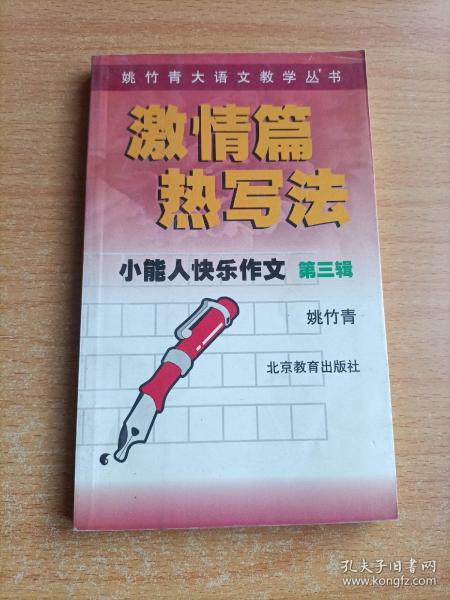 姚竹青大语文教学丛书
激情篇
热写法
小能人快乐作文 第三辑
姚竹青
北京教育出版社
孔夫子旧书网
www.kongfz.com